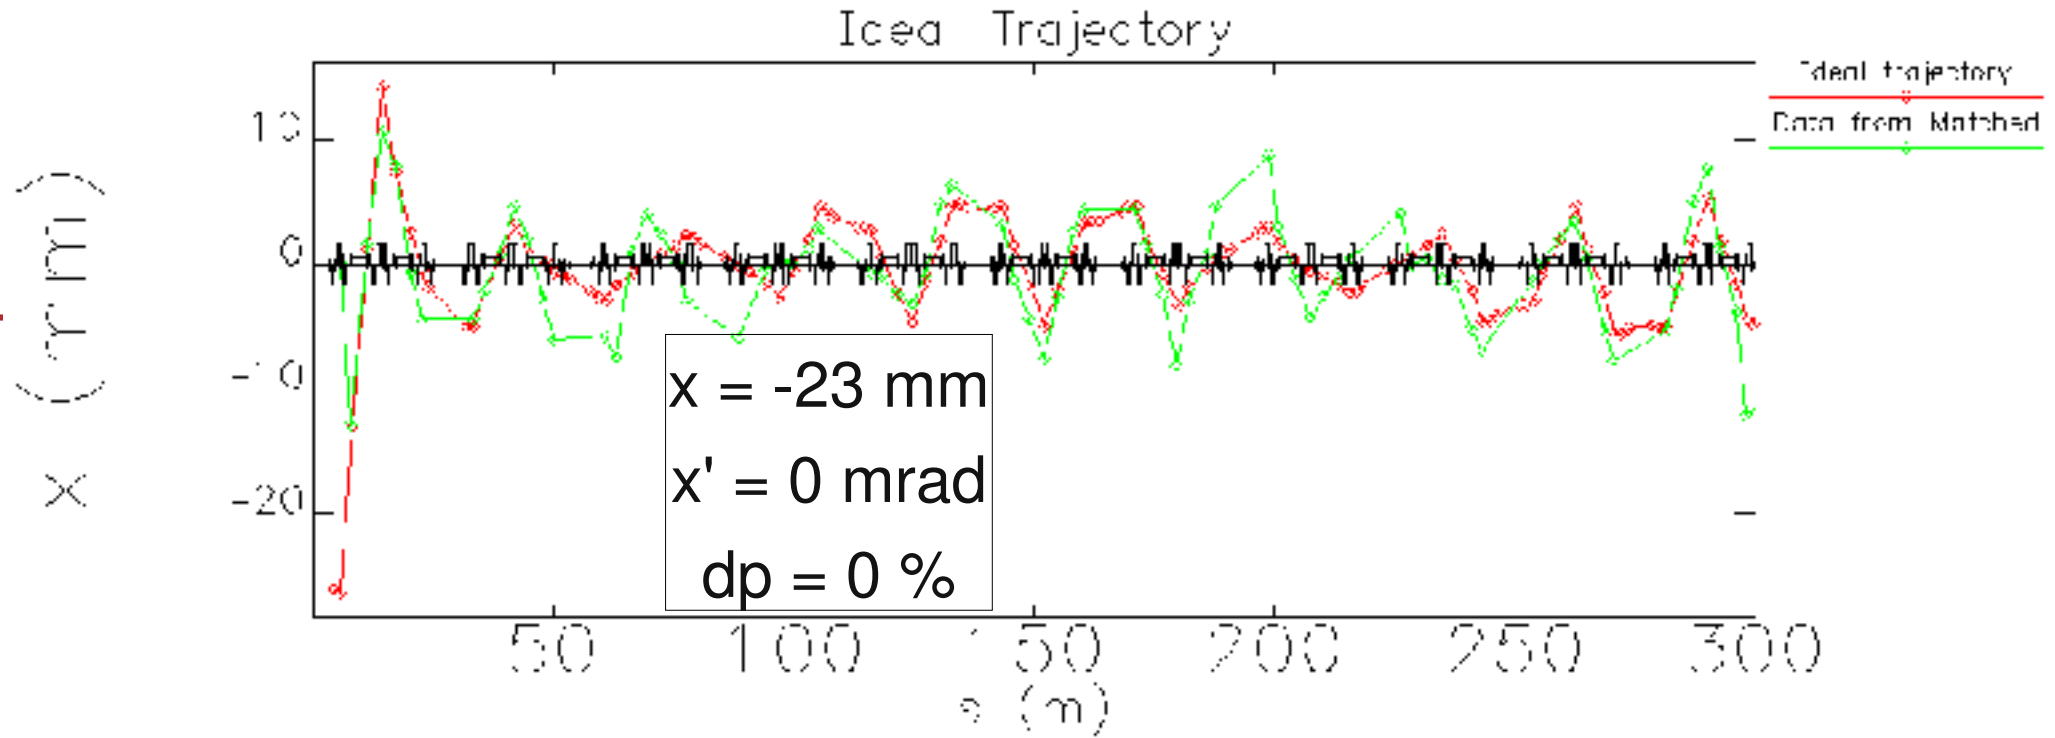 Icea Trajectory
Ideal trajectory
Data from Matched
10
0
-10
-20
x (mm)
x = -23 mm
x' = 0 mrad
dp = 0 %
50 100 150 200 250 300
s (m)